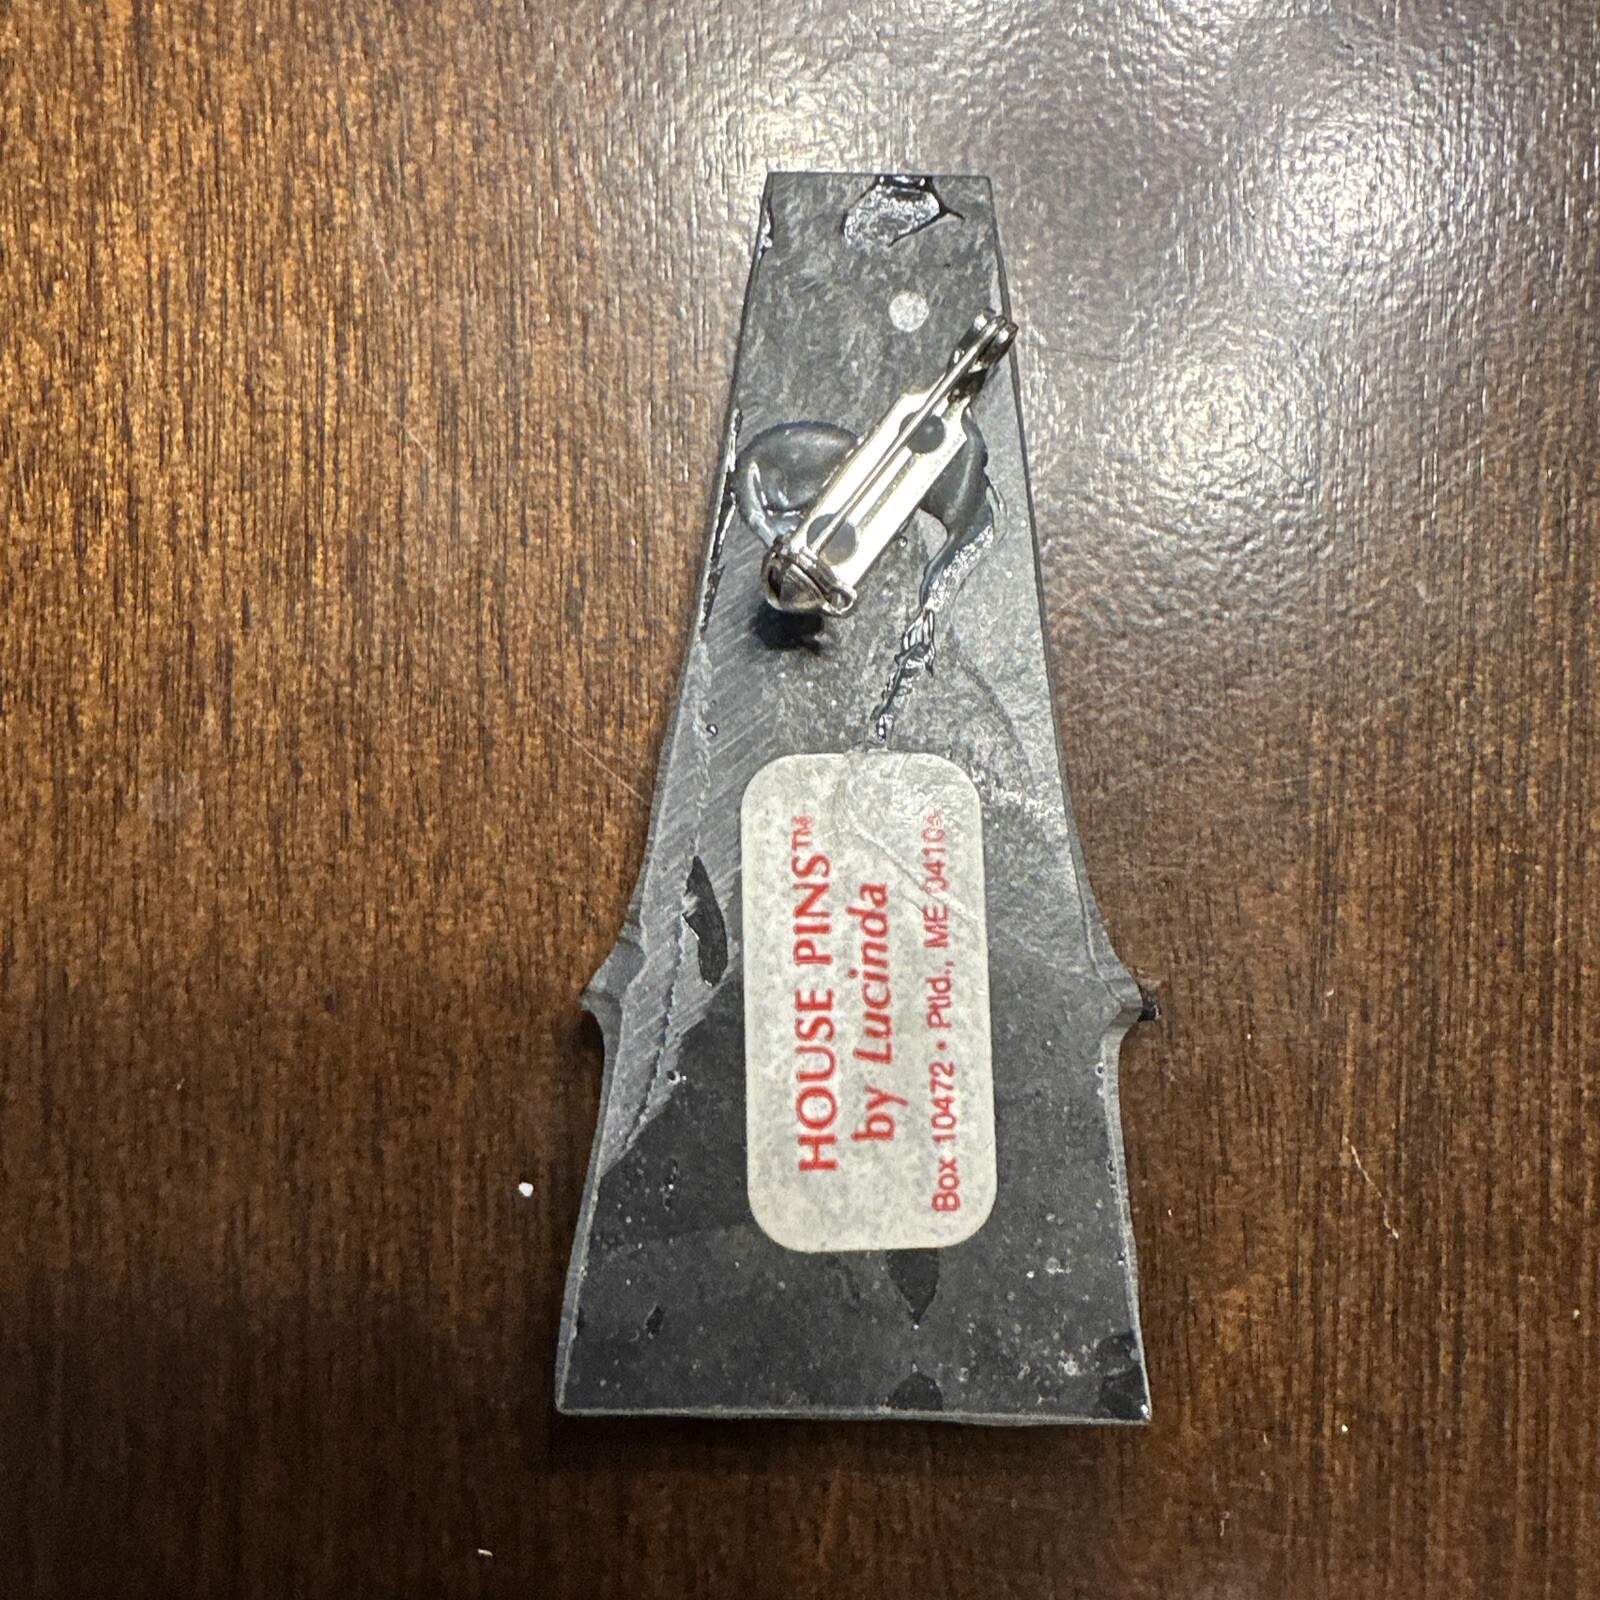 HOUSE PINS™
by Lucinda
Box 10472 • Ptld., ME 04104